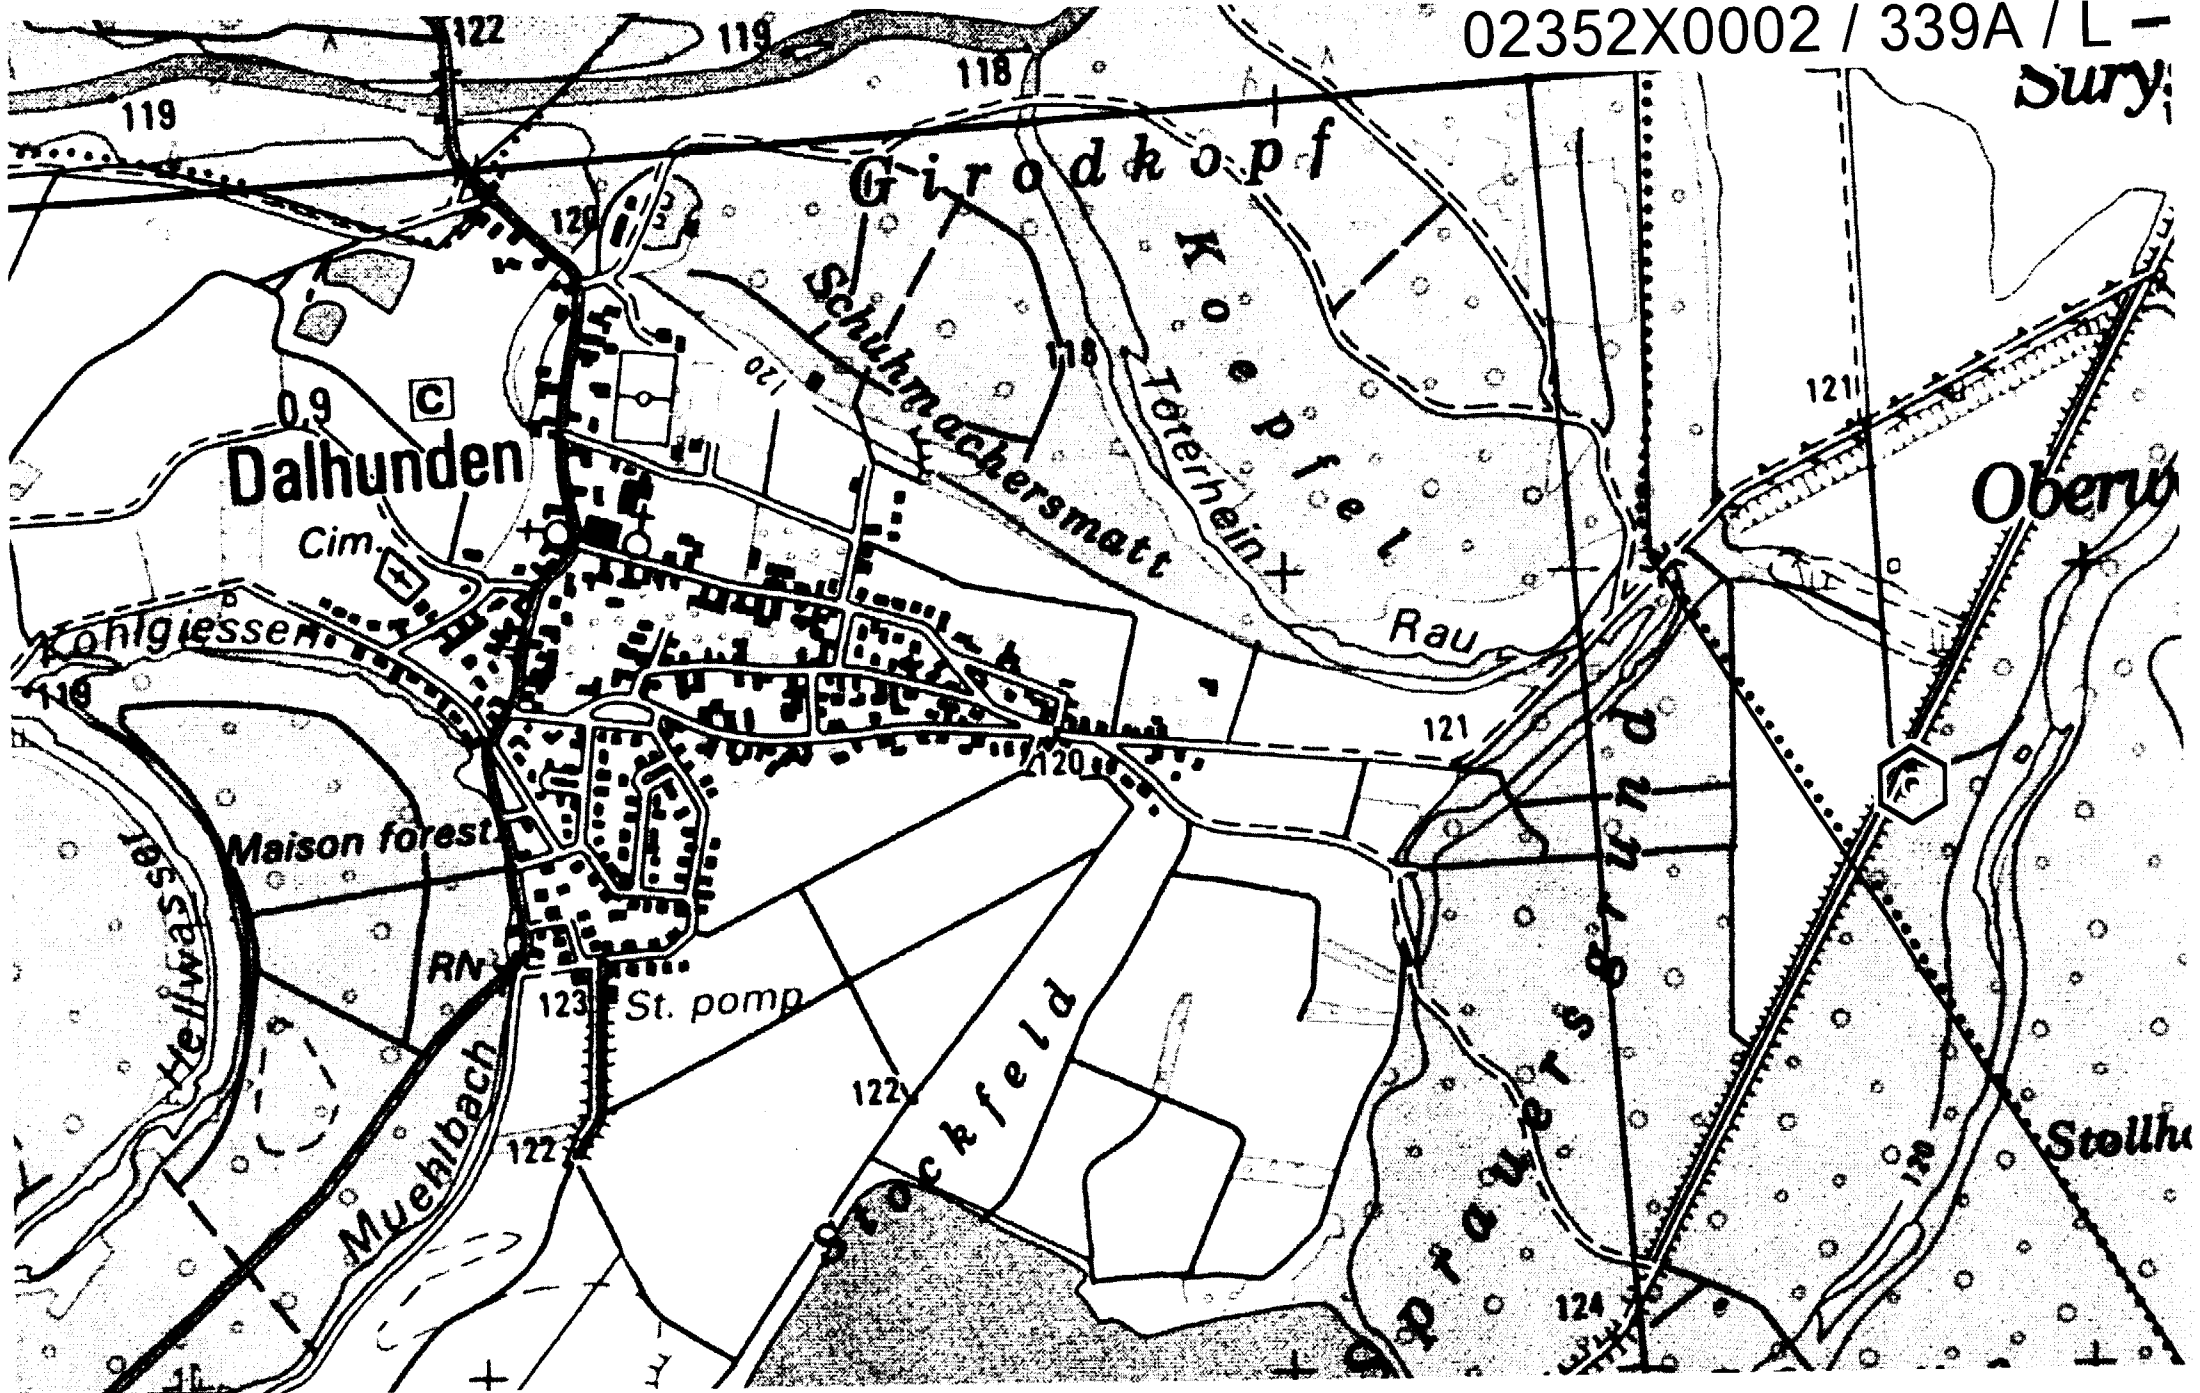 02352X0002 / 339A / L –
122
119
118
119
Sury
Girodkopf
120
Koepfel
Schuhmachersmatt
118
120
121
0,9
C
Dalhunden
Toterhein
Oberw
Cim.
Kohlgiessen
Rau
119
121
120
Maison forest.
Hellwasser
RN
123
St. pomp
Sprauersgrund
Stockfeld
122
Muehlbach
122
Stollho
120
124